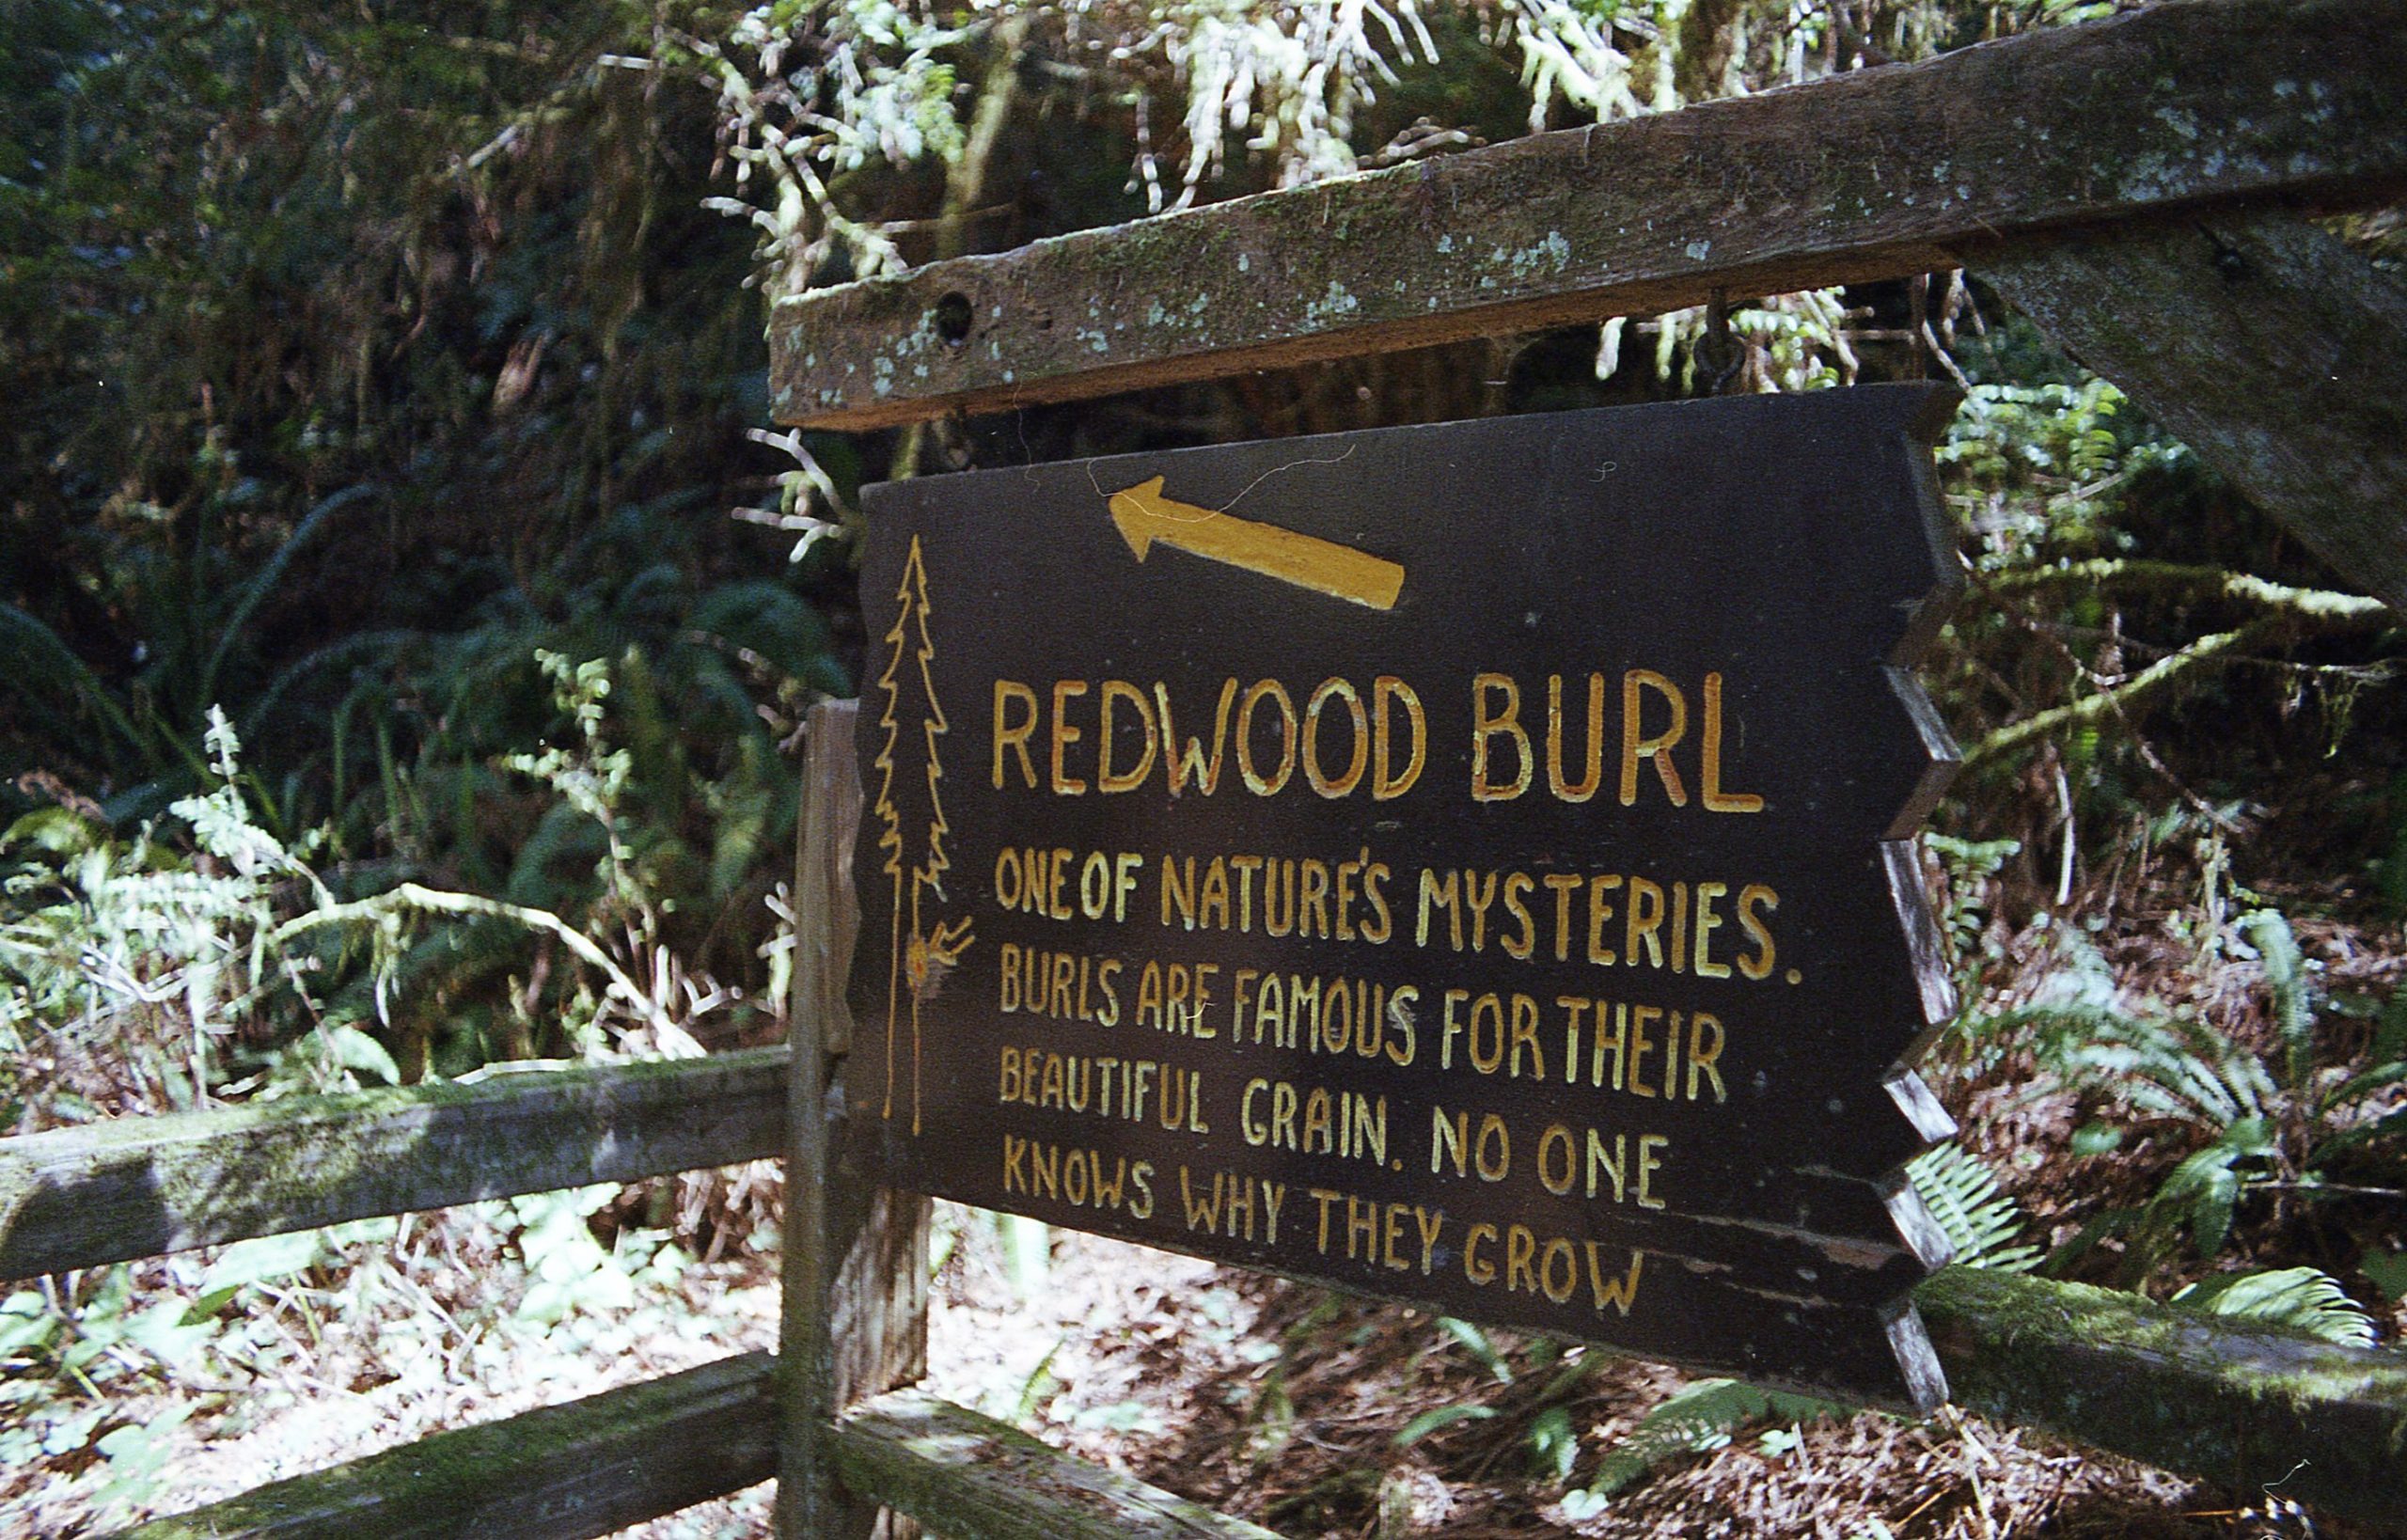 REDWOOD BURL
ONE OF NATURE'S MYSTERIES.
BURLS ARE FAMOUS FOR THEIR
BEAUTIFUL GRAIN. NO ONE
KNOWS WHY THEY GROW